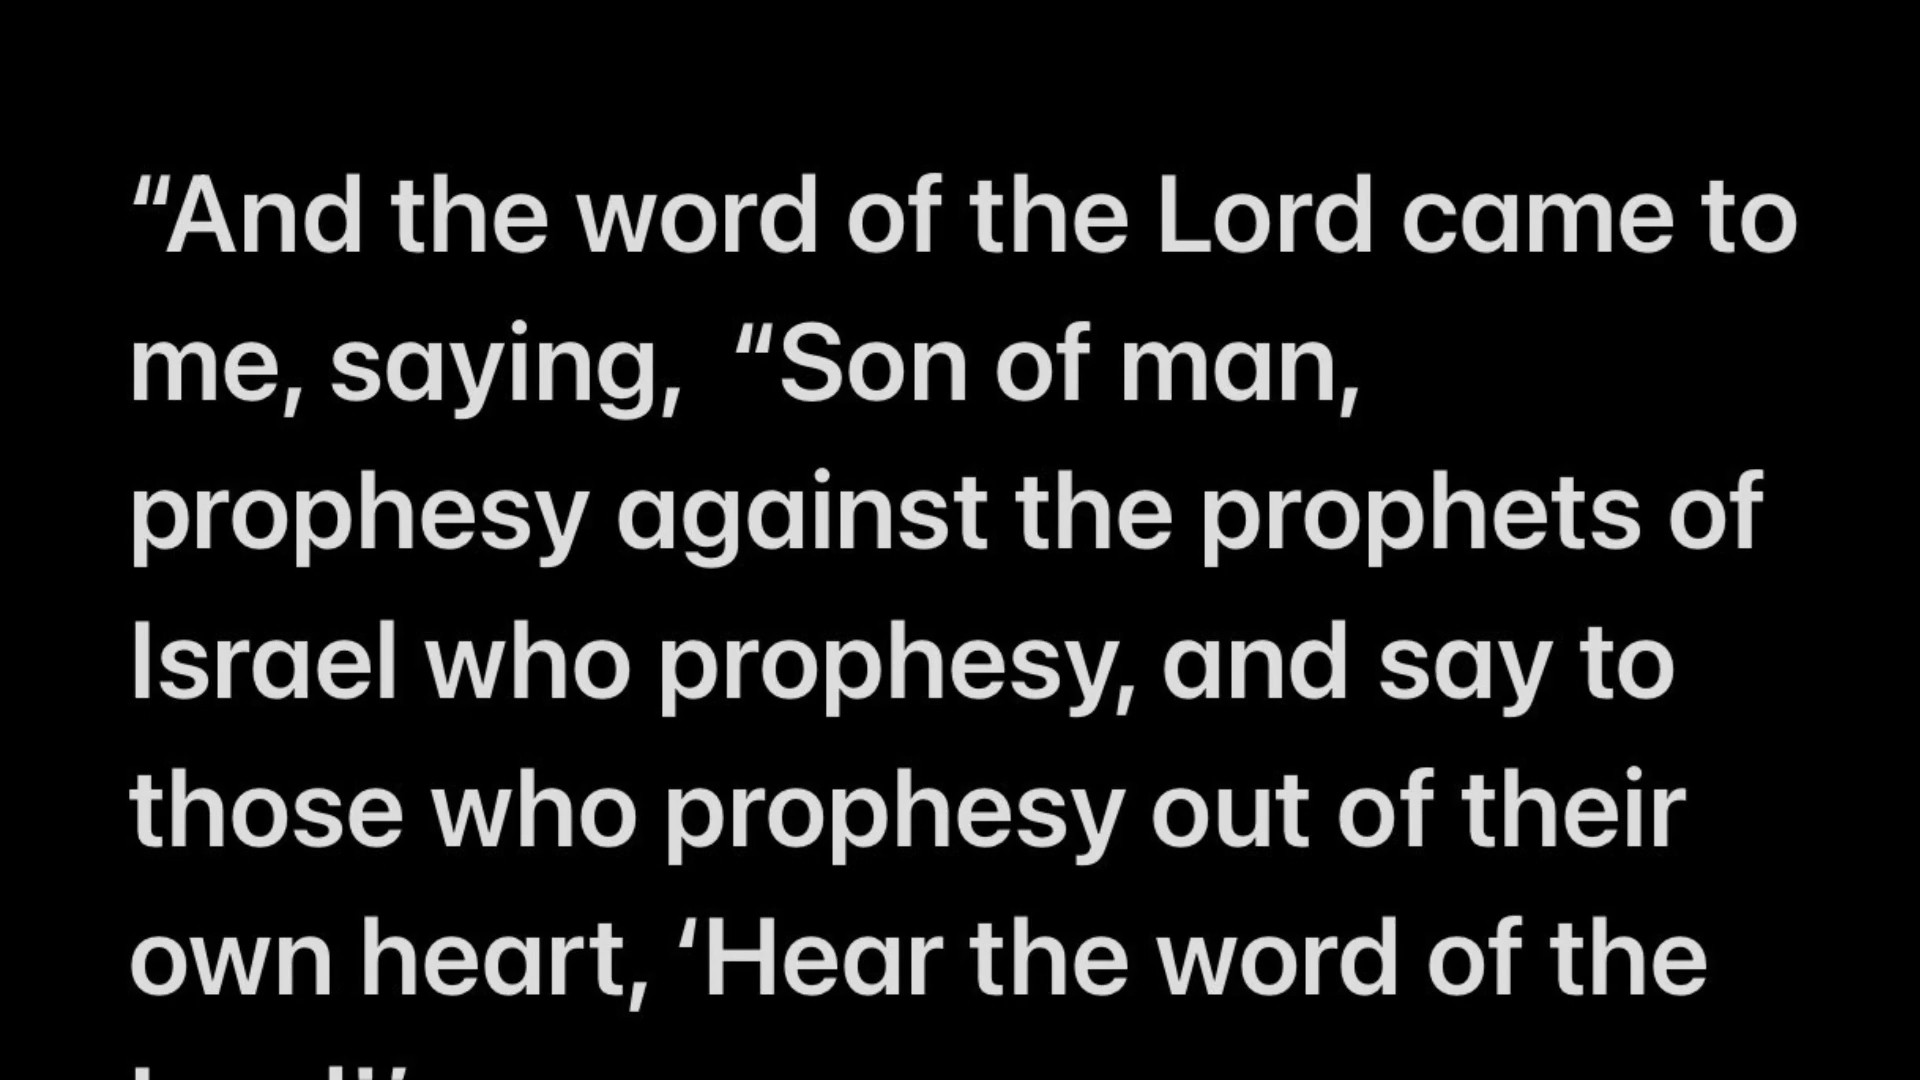 “And the word of the Lord came to
me, saying,  “Son of man,
prophesy against the prophets of
Israel who prophesy, and say to
those who prophesy out of their
own heart, ‘Hear the word of the